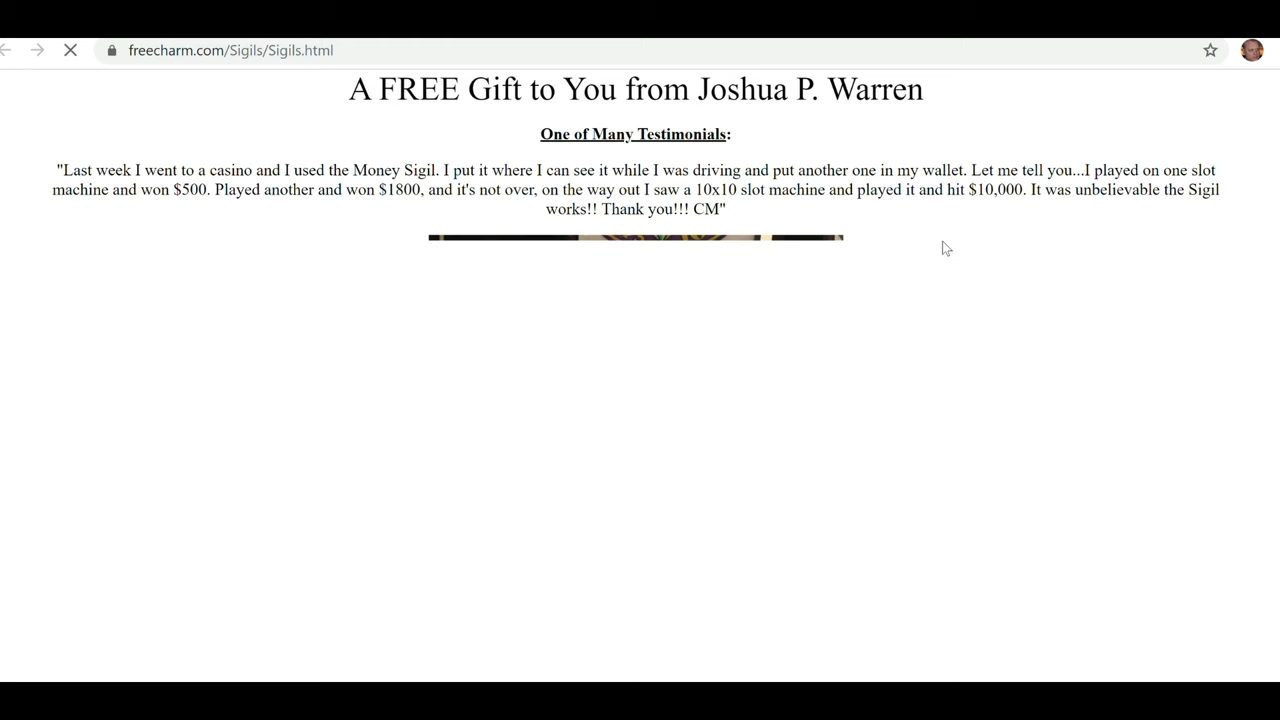 freecharm.com/Sigils/Sigils.html
A FREE Gift to You from Joshua P. Warren
One of Many Testimonials:
"Last week I went to a casino and I used the Money Sigil. I put it where I can see it while I was driving and put another one in my wallet. Let me tell you...I played on one slot
machine and won $500. Played another and won $1800, and it's not over, on the way out I saw a 10x10 slot machine and played it and hit $10,000. It was unbelievable the Sigil
works!! Thank you!!! CM"